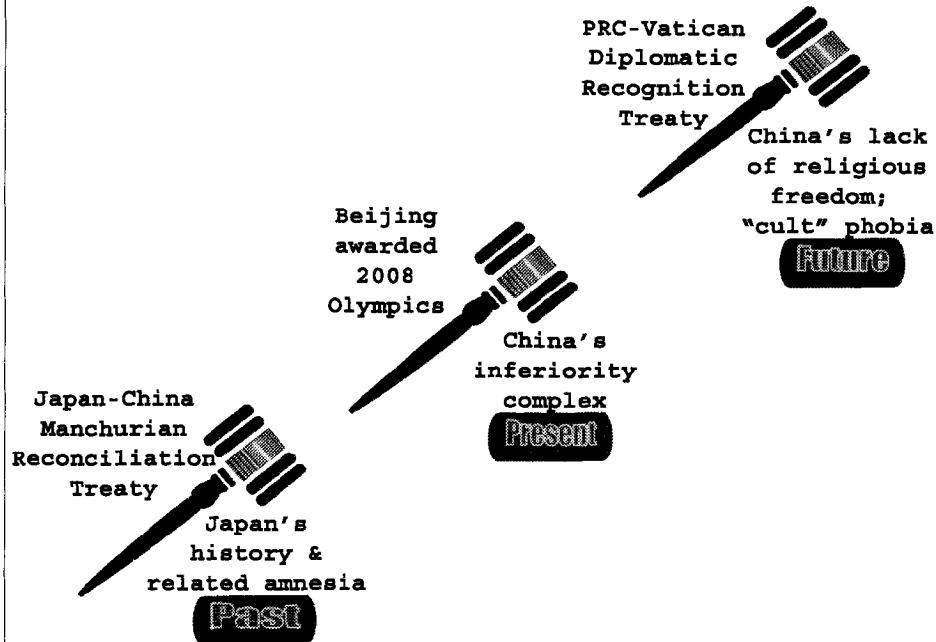 PRC-Vatican
Diplomatic
Recognition
Treaty
China's lack
of religious
freedom;
"cult" phobia
Future
Beijing
awarded
2008
Olympics
China's
inferiority
complex
Present
Japan-China
Manchurian
Reconciliation
Treaty
Japan's
history &
related amnesia
Past